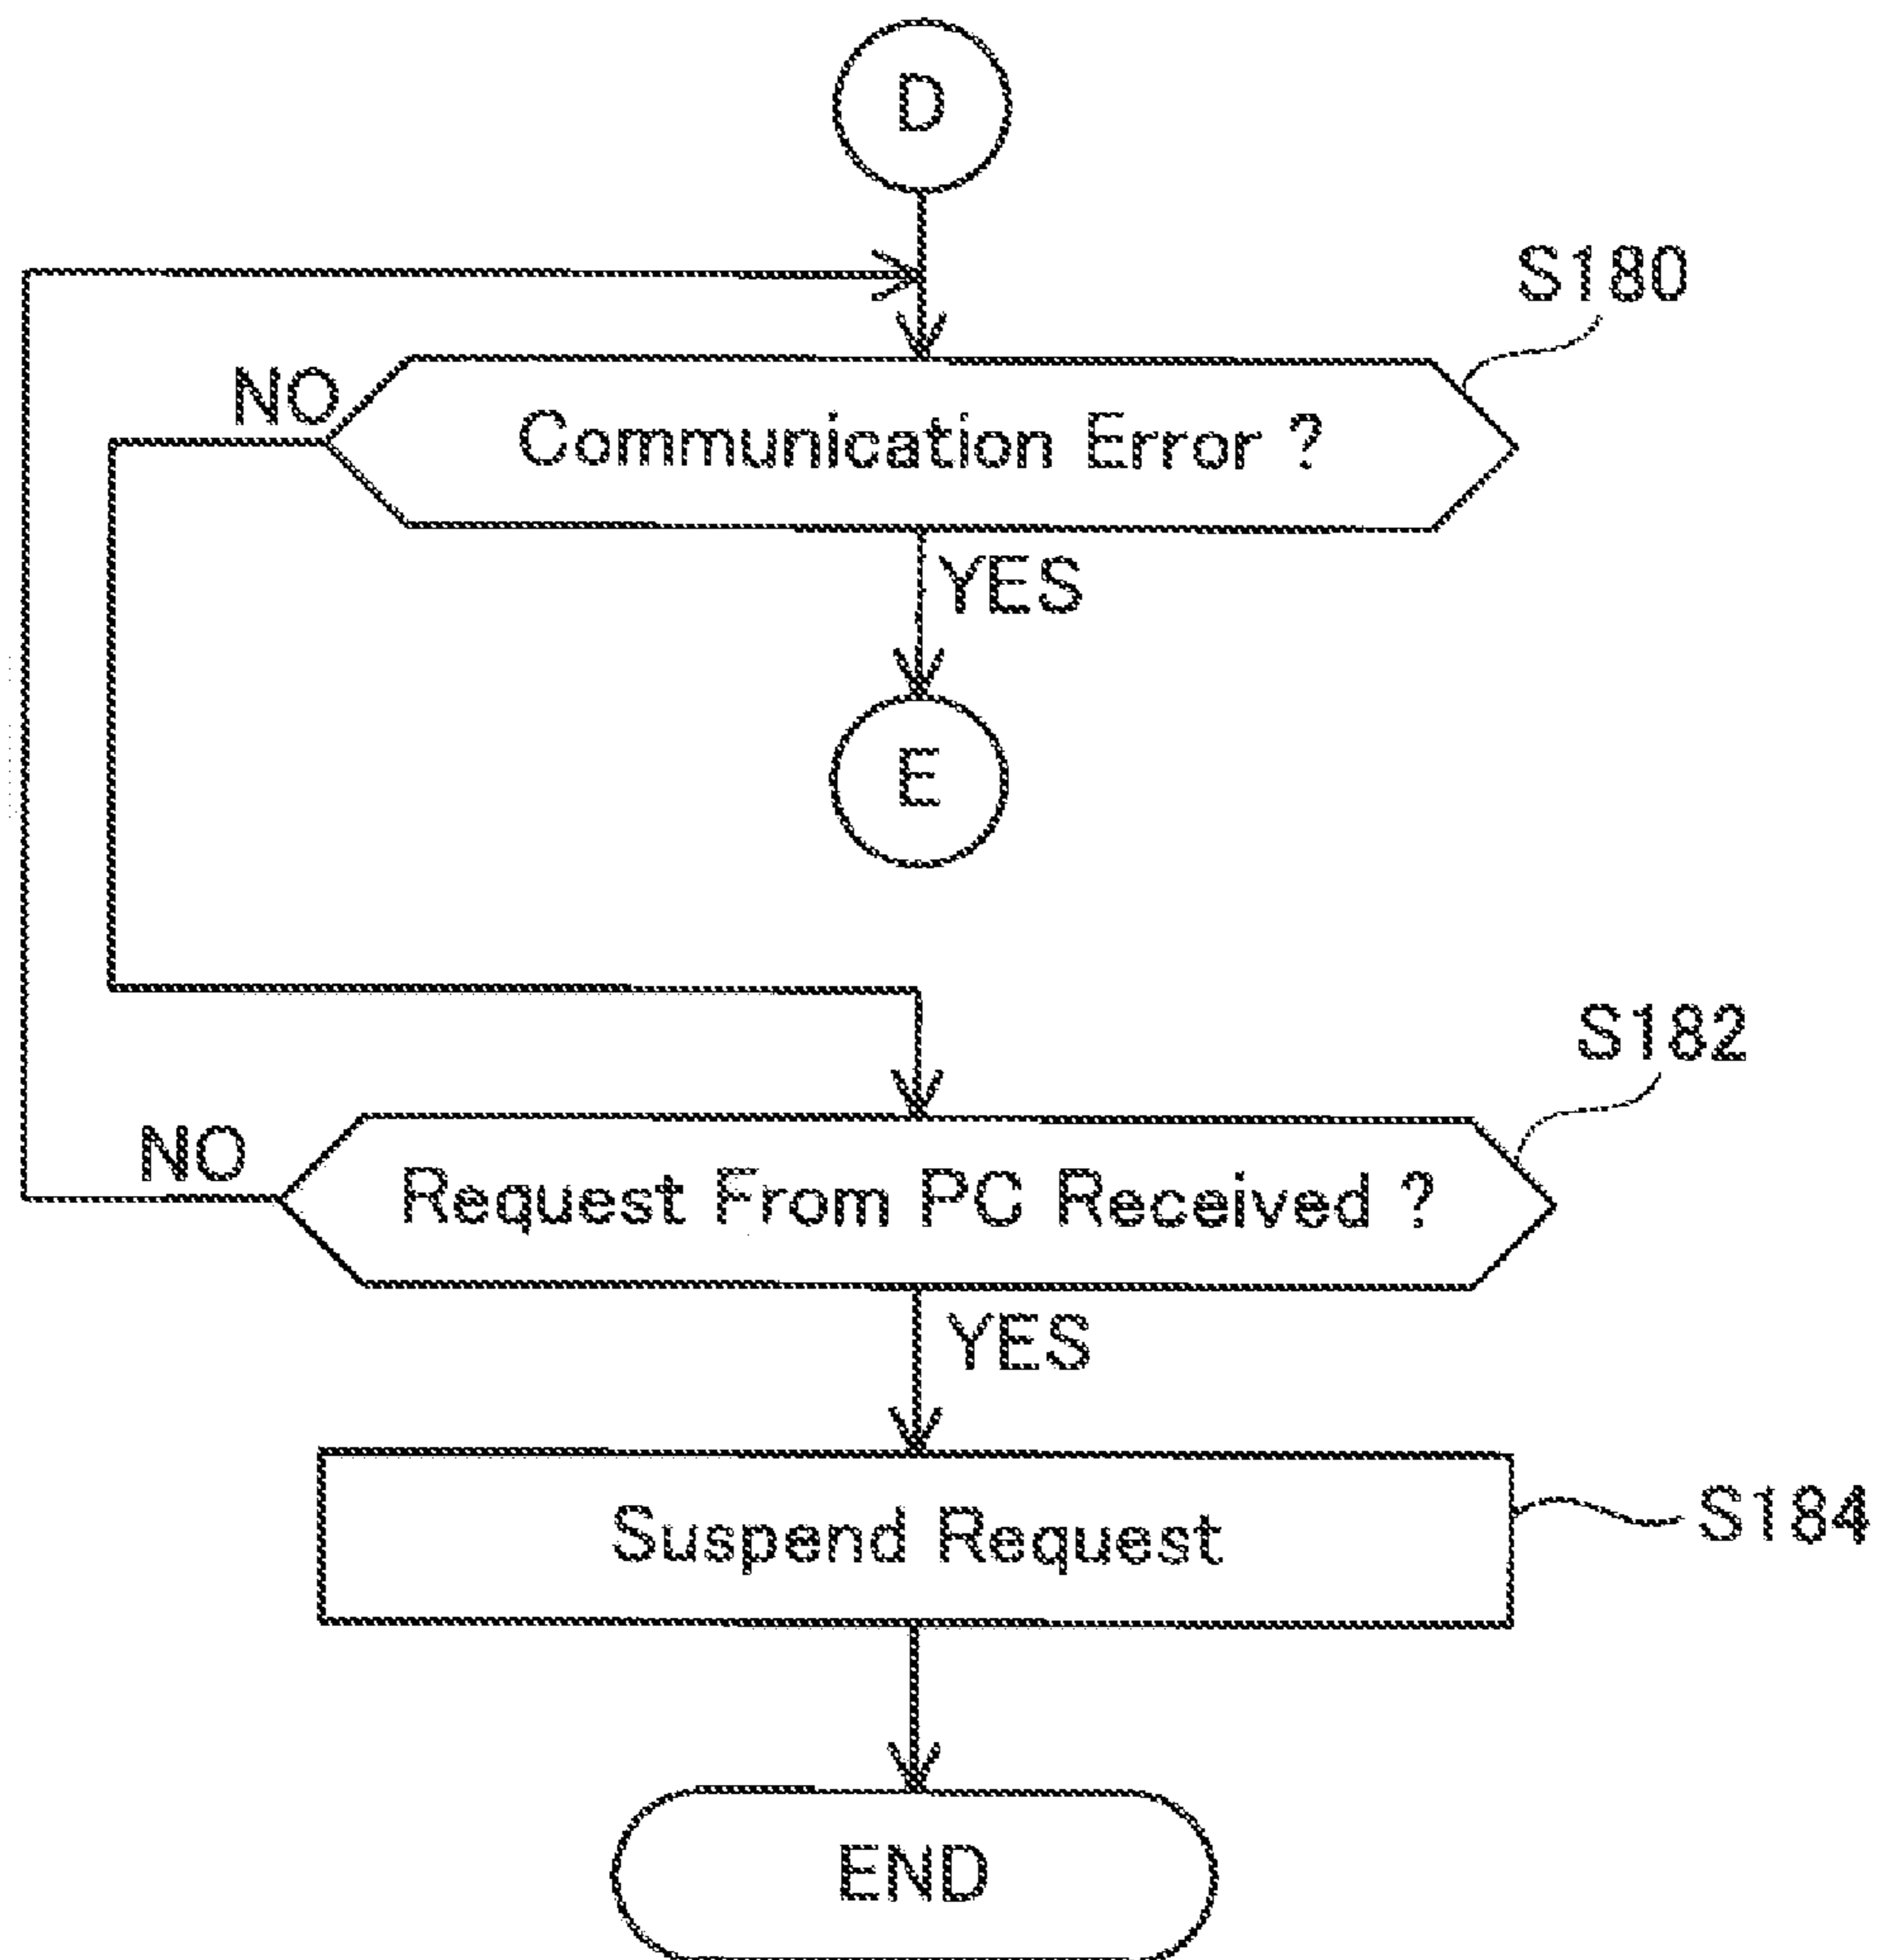 D
S180
NO
Communication Error ?
YES
E
S182
NO
Request From PC Received ?
YES
Suspend Request
S184
END